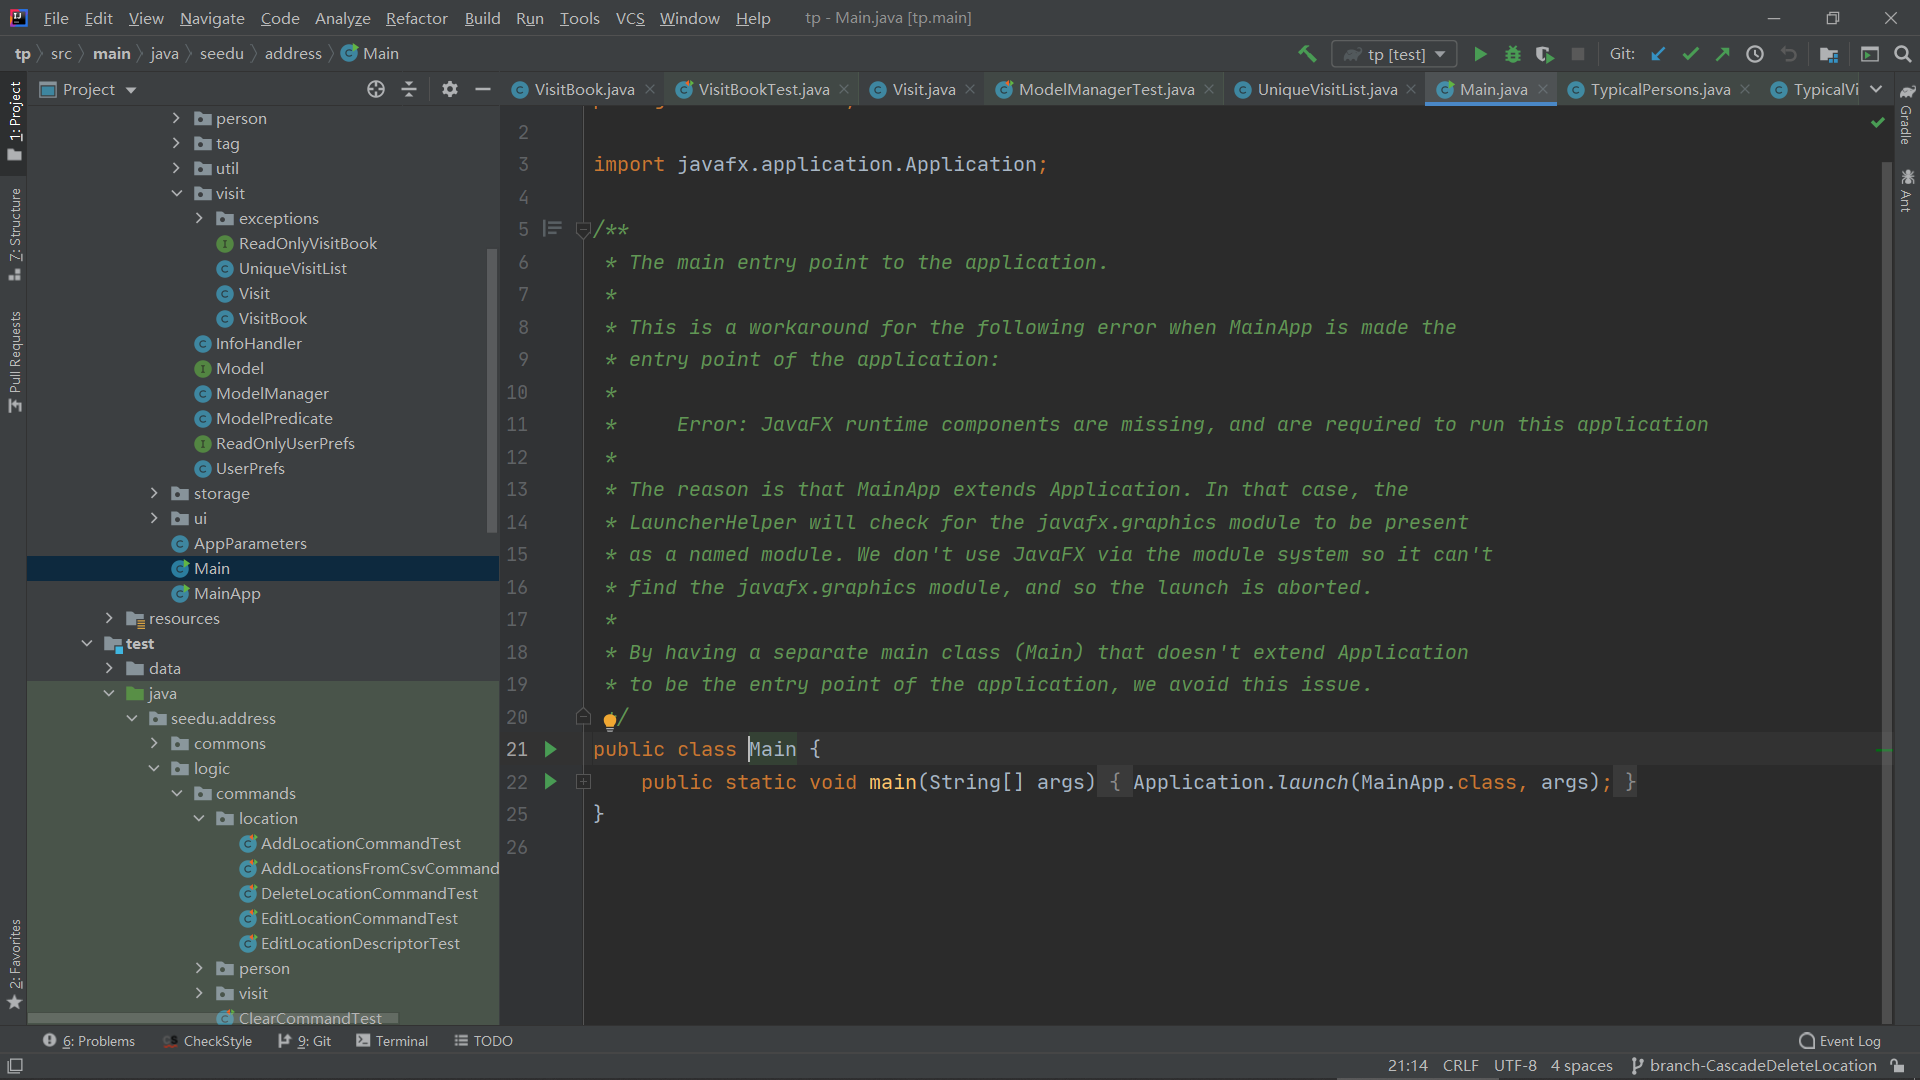 File Edit View Navigate Code Analyze Refactor Build Run Tools VCS Window Help tp - Main.java [tp.main]
tp src main java seedu address Main tp [test] Git:
1: Project
7: Structure
Pull Requests
2: Favorites
Project
person
tag
util
visit
exceptions
ReadOnlyVisitBook
UniqueVisitList
Visit
VisitBook
InfoHandler
Model
ModelManager
ModelPredicate
ReadOnlyUserPrefs
UserPrefs
storage
ui
AppParameters
Main
MainApp
resources
test
data
java
seedu.address
commons
logic
commands
location
AddLocationCommandTest
AddLocationsFromCsvCommand
DeleteLocationCommandTest
EditLocationCommandTest
EditLocationDescriptorTest
person
visit
ClearCommandTest
VisitBook.java VisitBookTest.java Visit.java ModelManagerTest.java UniqueVisitList.java Main.java TypicalPersons.java TypicalVi
2
3 import javafx.application.Application;
4
5 /**
6 * The main entry point to the application.
7 *
8 * This is a workaround for the following error when MainApp is made the
9 * entry point of the application:
10 *
11 * Error: JavaFX runtime components are missing, and are required to run this application
12 *
13 * The reason is that MainApp extends Application. In that case, the
14 * LauncherHelper will check for the javafx.graphics module to be present
15 * as a named module. We don't use JavaFX via the module system so it can't
16 * find the javafx.graphics module, and so the launch is aborted.
17 *
18 * By having a separate main class (Main) that doesn't extend Application
19 * to be the entry point of the application, we avoid this issue.
20 /
21 public class Main {
22 public static void main(String[] args) { Application.launch(MainApp.class, args); }
25 }
26
Gradle
Ant
6: Problems CheckStyle 9: Git Terminal TODO Event Log
21:14 CRLF UTF-8 4 spaces branch-CascadeDeleteLocation